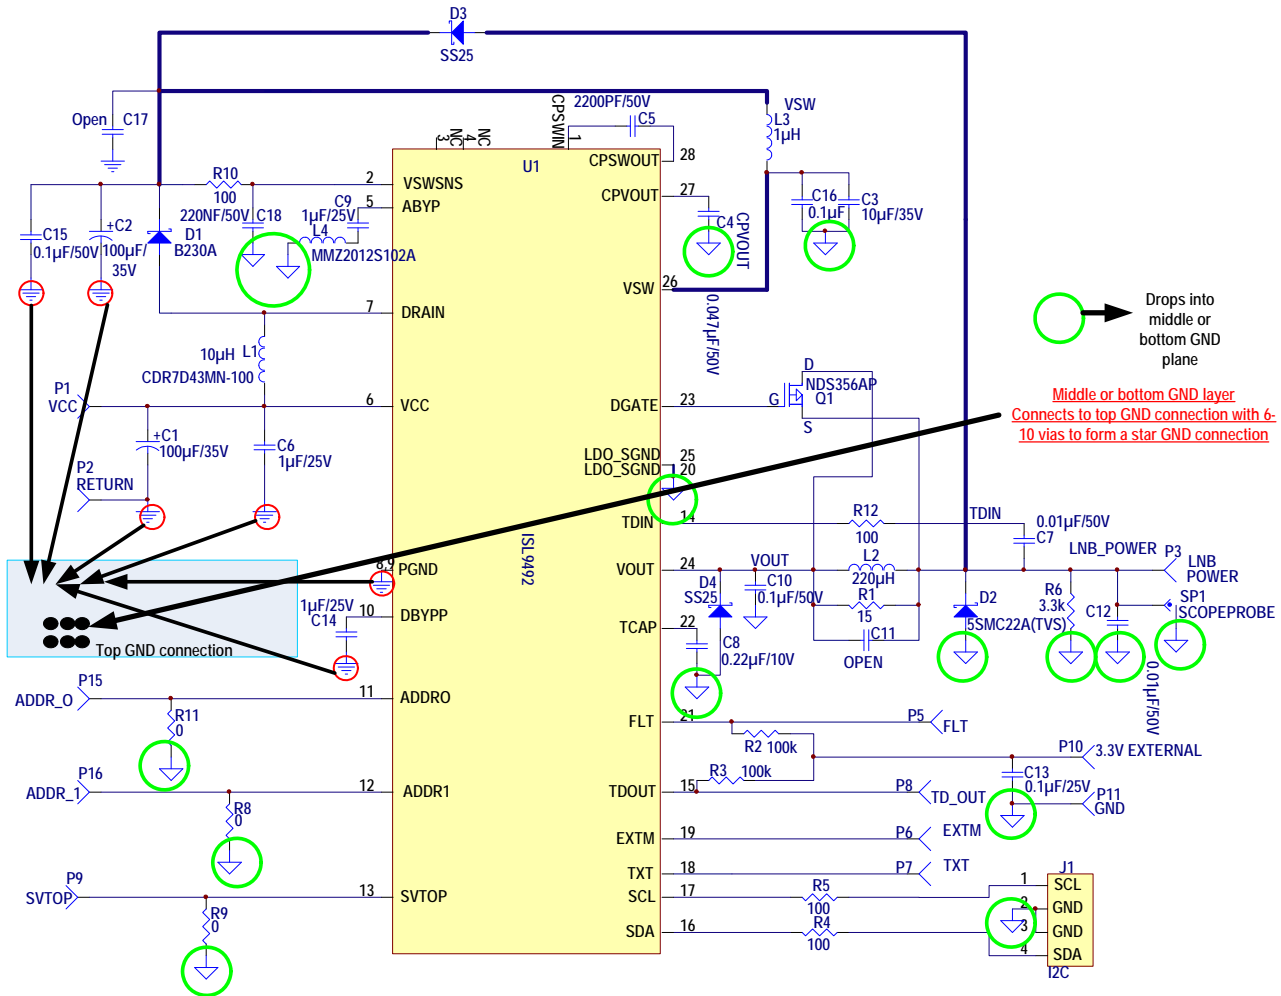 D3
SS25
Open
C17
2200PF/50V
C5
VSW
L3
1µH
3
NC
4
NC
CPSWIN
1
U1
CPSWOUT
28
R10
100
2
VSWSNS
5
ABYP
CPVOUT
27
C9
1µF/25V
220NF/50V
C18
L4
MMZ2012S102A
C15
0.1µF/50V
+C2
100µF/
35V
D1
B230A
C4
CPVOUT
C16
0.1µF
C3
10µF/35V
VSW
26
0.047µF/50V
7
DRAIN
10µH
L1
CDR7D43MN-100
Drops into
middle or
bottom GND
plane
P1
VCC
6
VCC
DGATE
23
G
D
NDS356AP
Q1
S
Middle or bottom GND layer
Connects to top GND connection with 6-
10 vias to form a star GND connection
+C1
100µF/35V
C6
1µF/25V
P2
RETURN
LDO_SGND
25
LDO_SGND
20
TDIN
14
R12
100
TDIN
0.01µF/50V
C7
ISL9492
8,9
PGND
VOUT
24
VOUT
L2
220µH
LNB_POWER
P3
LNB
POWER
D4
SS25
C10
0.1µF/50V
R1
15
D2
5SMC22A(TVS)
R6
3.3k
C12
0.01µF/50V
SP1
SCOPEPROBE
1µF/25V
C14
10
DBYPP
TCAP
22
C8
0.22µF/10V
C11
OPEN
Top GND connection
P15
ADDR_0
11
ADDRO
R11
0
FLT
21
P5
FLT
R2
100k
P10
3.3V EXTERNAL
R3
100k
C13
0.1µF/25V
P16
ADDR_1
12
ADDR1
R8
0
TDOUT
15
P8
TD_OUT
P11
GND
EXTM
19
P6
EXTM
TXT
18
P7
TXT
P9
SVTOP
13
SVTOP
R9
0
SCL
17
R5
100
SDA
16
R4
100
J1
1
SCL
2
GND
3
GND
4
SDA
I2C